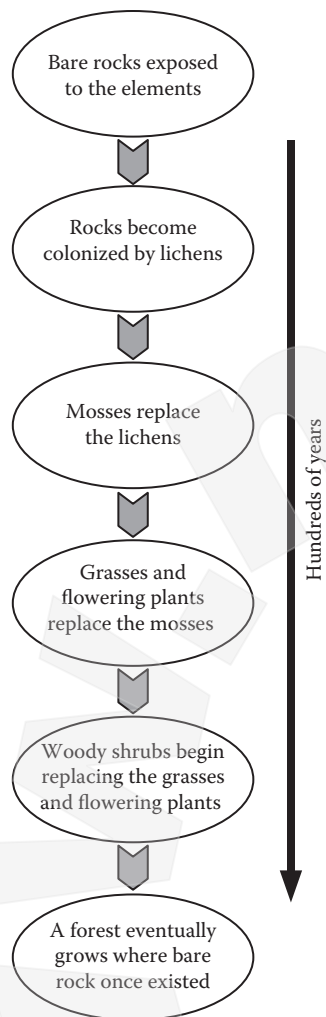 Bare rocks exposed
to the elements
Rocks become
colonized by lichens
Mosses replace
the lichens
Grasses and
flowering plants
replace the mosses
Woody shrubs begin
replacing the grasses
and flowering plants
A forest eventually
grows where bare
rock once existed
Hundreds of years